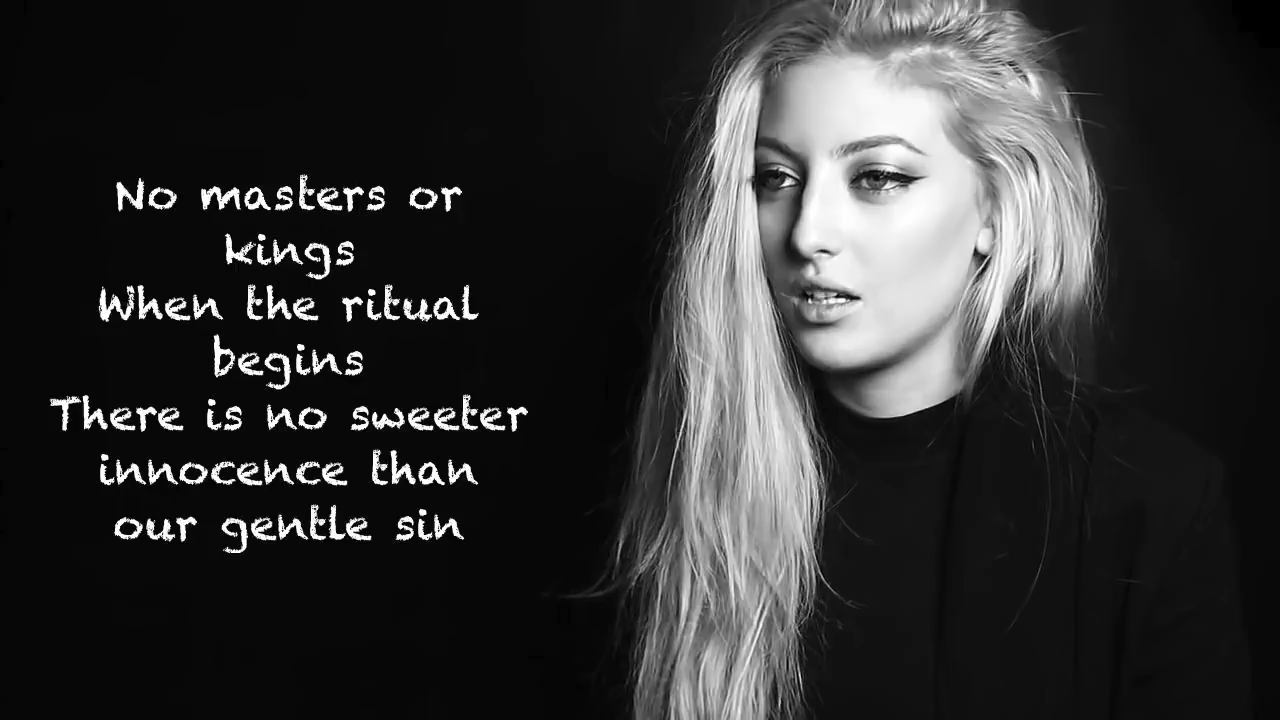 No masters or
kings
When the ritual
begins
There is no sweeter
innocence than
our gentle sin